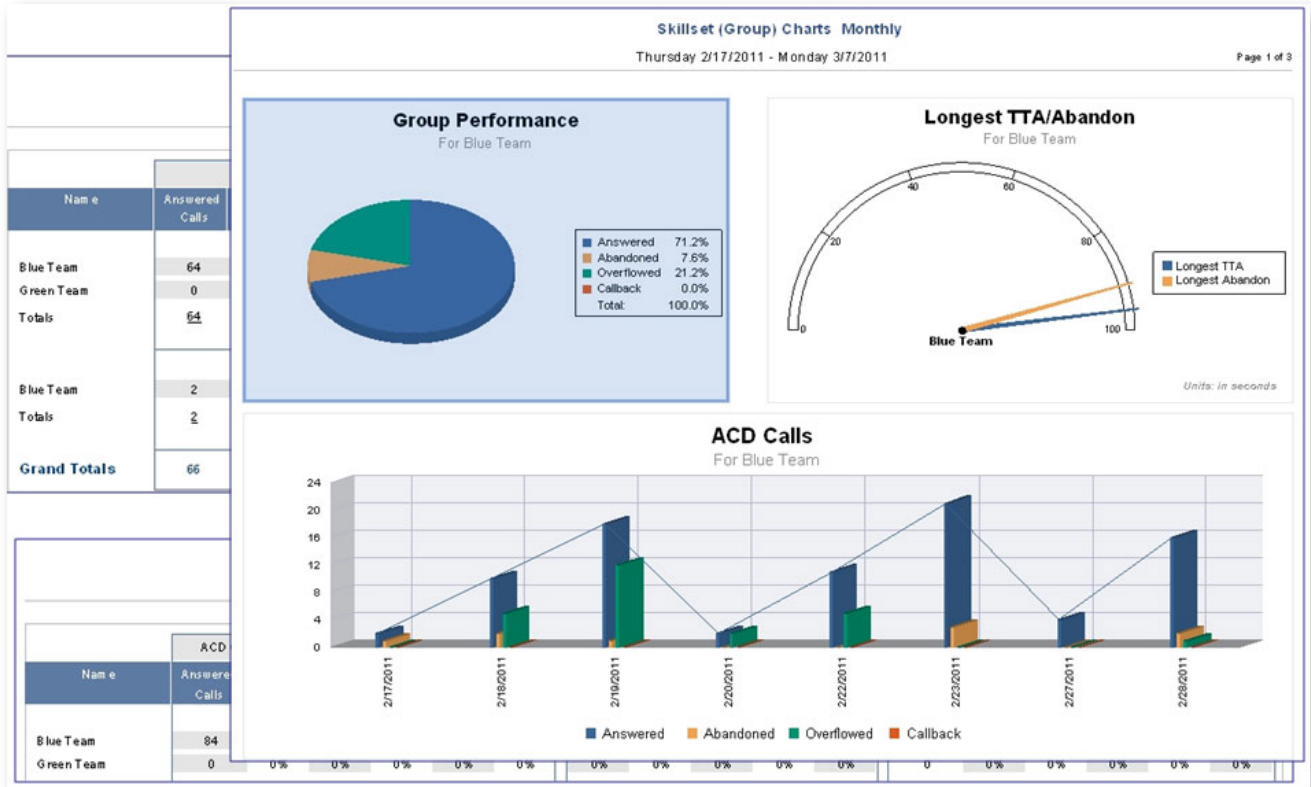 Skillset (Group) Charts Monthly
Thursday 2/17/2011 - Monday 3/7/2011
Page 1 of 3
Group Performance
For Blue Team
Answered 71.2%
Abandoned 7.6%
Overflowed 21.2%
Callback 0.0%
Total: 100.0%
Longest TTA/Abandon
For Blue Team
0
20
40
60
80
100
Blue Team
Longest TTA
Longest Abandon
Units: in seconds
ACD Calls
For Blue Team
24
20
16
12
8
4
0
2/17/2011
2/18/2011
2/19/2011
2/20/2011
2/22/2011
2/23/2011
2/27/2011
2/28/2011
Answered Abandoned Overflowed Callback
Name Answered Calls
Blue Team 64
Green Team 0
Totals 64
Blue Team 2
Totals 2
Grand Totals 66
ACD
Name Calls
Blue Team 84
Green Team 0 0% 0% 0% 0% 0% 0% 0% 0% 0% 0% 0 0% 0% 0% 0% 0%